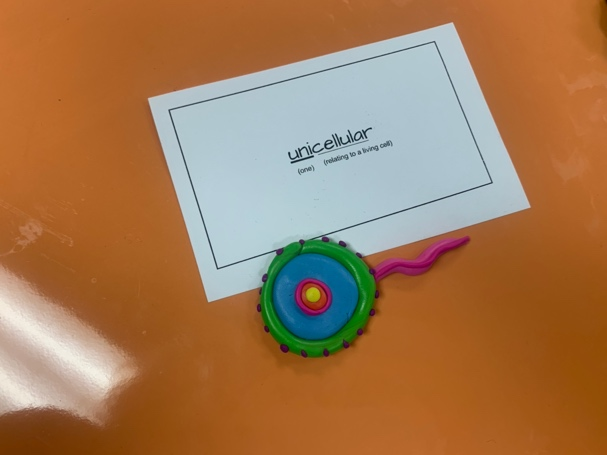 unicellular
(one) (relating to a living cell)